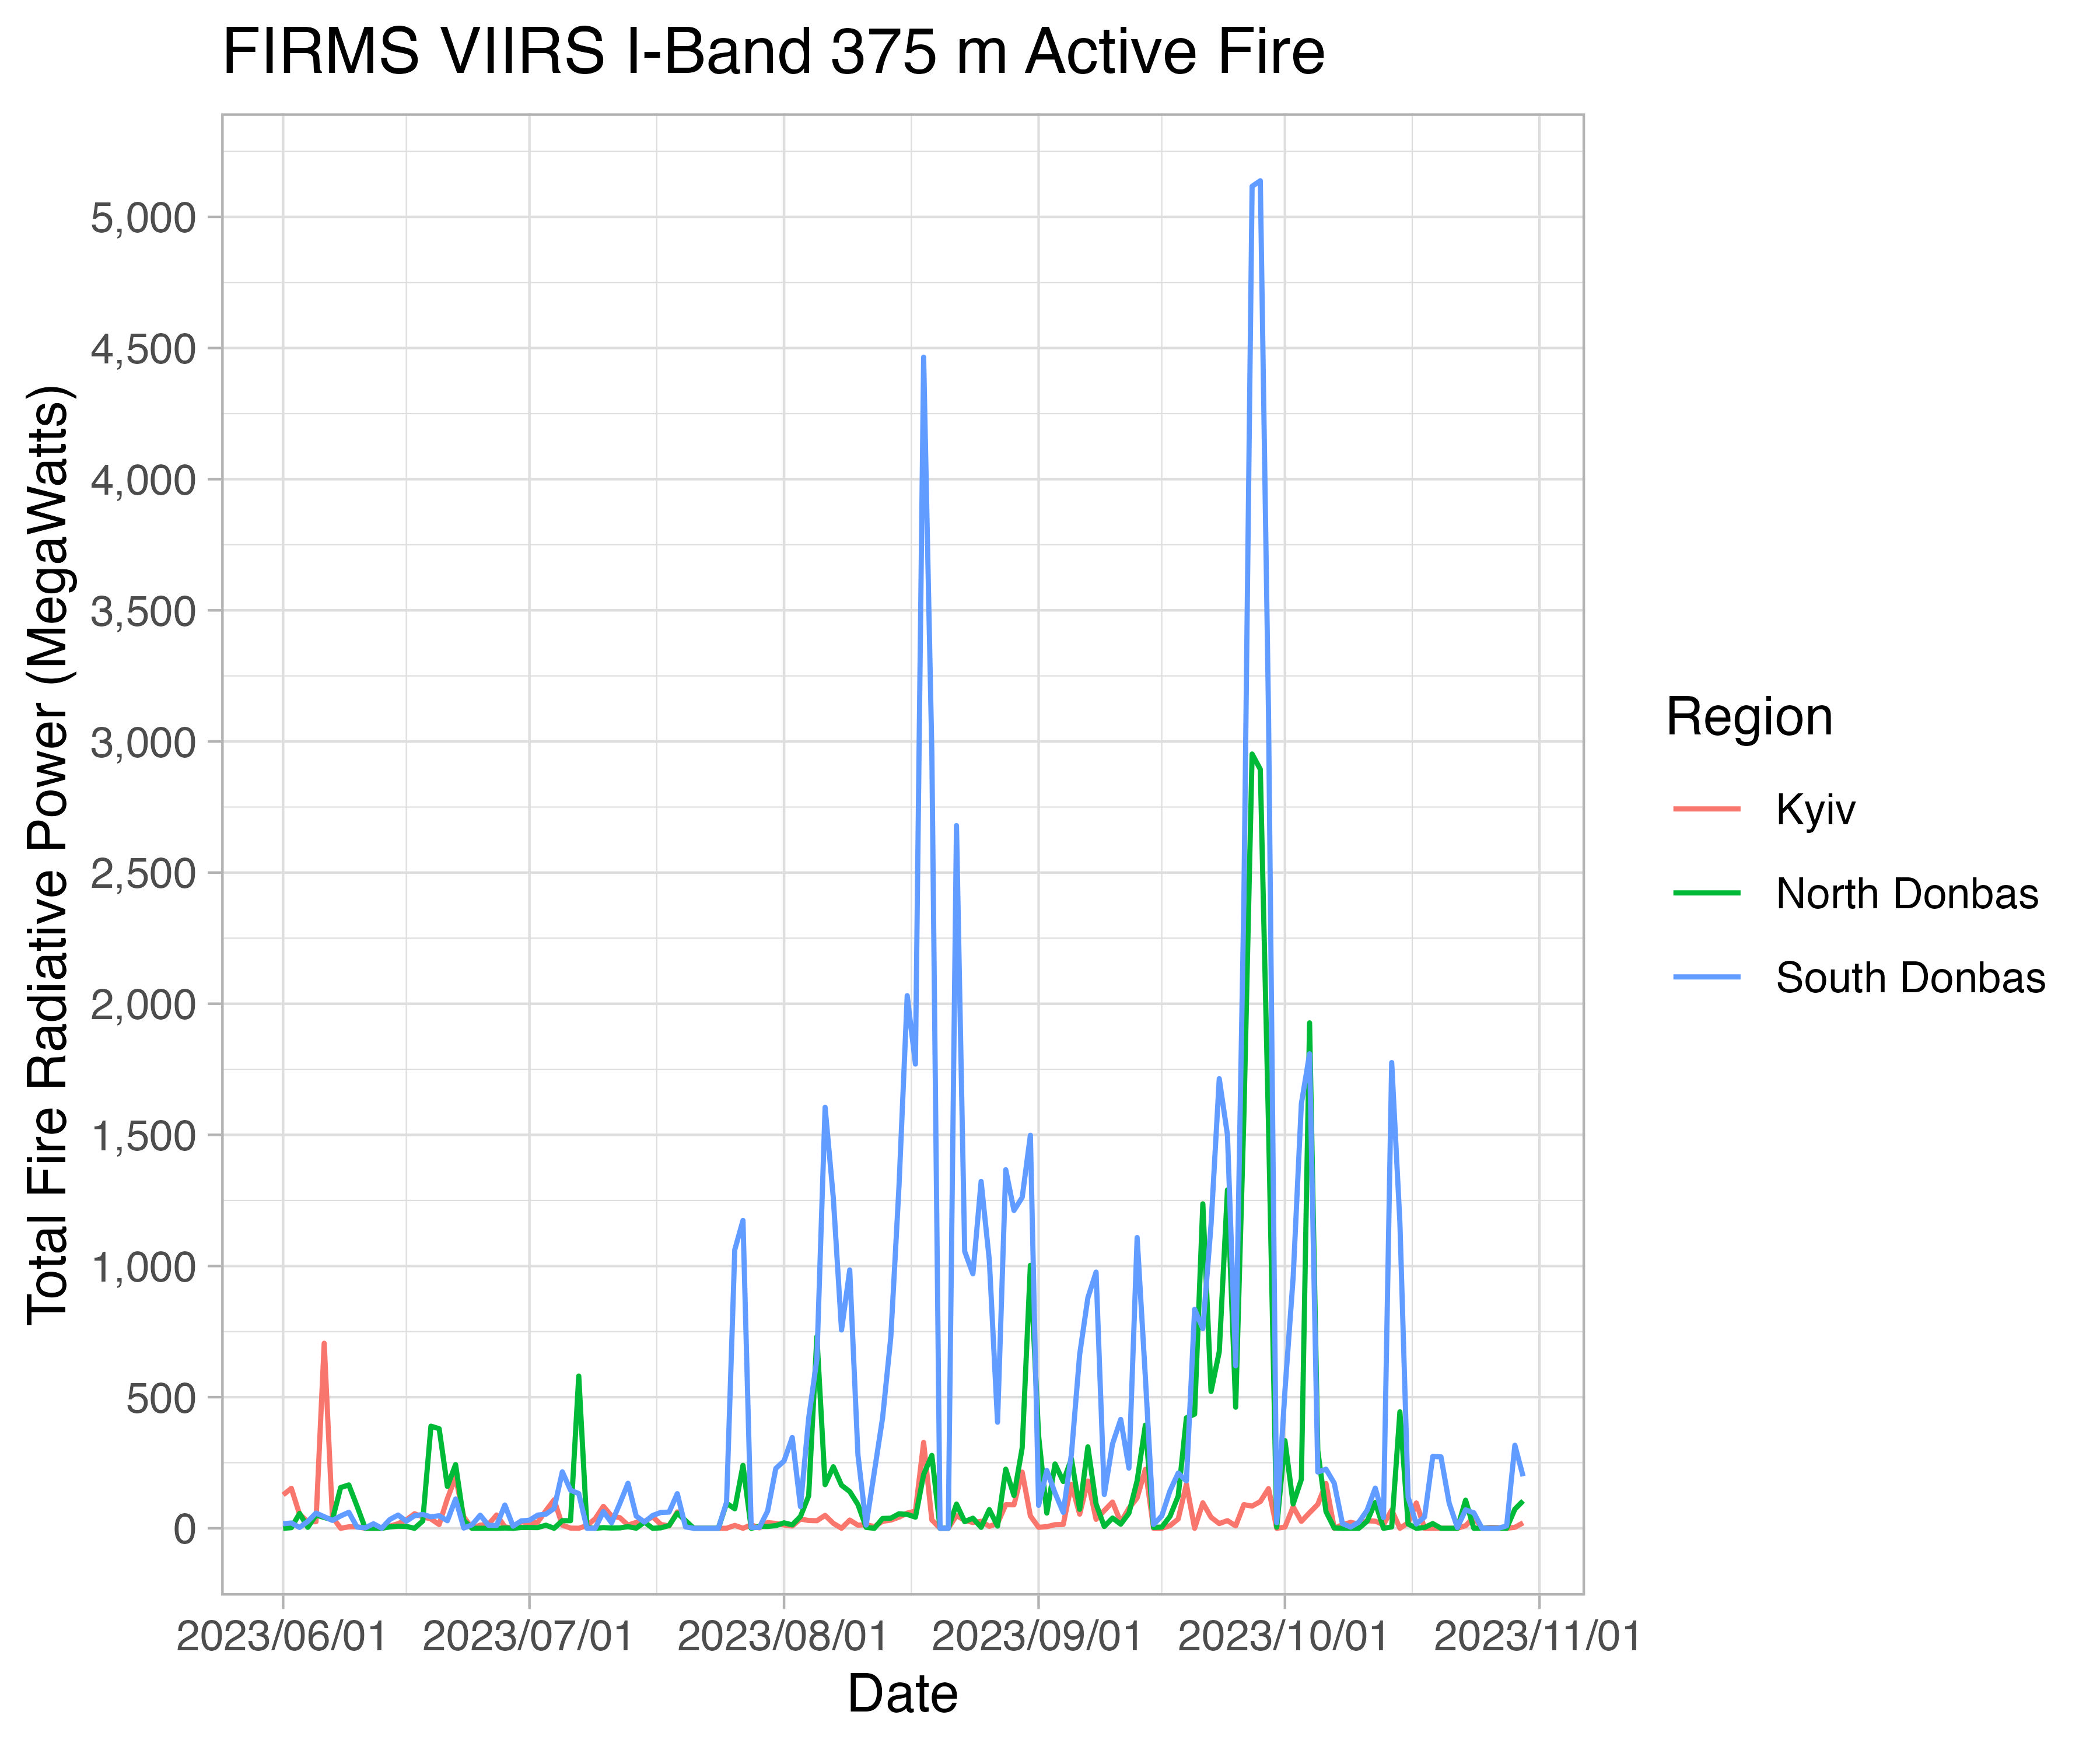 FIRMS VIIRS I-Band 375 m Active Fire
Total Fire Radiative Power (MegaWatts)
5,000
4,500
4,000
3,500
3,000
2,500
2,000
1,500
1,000
500
0
2023/06/01 2023/07/01 2023/08/01 2023/09/01 2023/10/01 2023/11/01
Date
Region
Kyiv
North Donbas
South Donbas